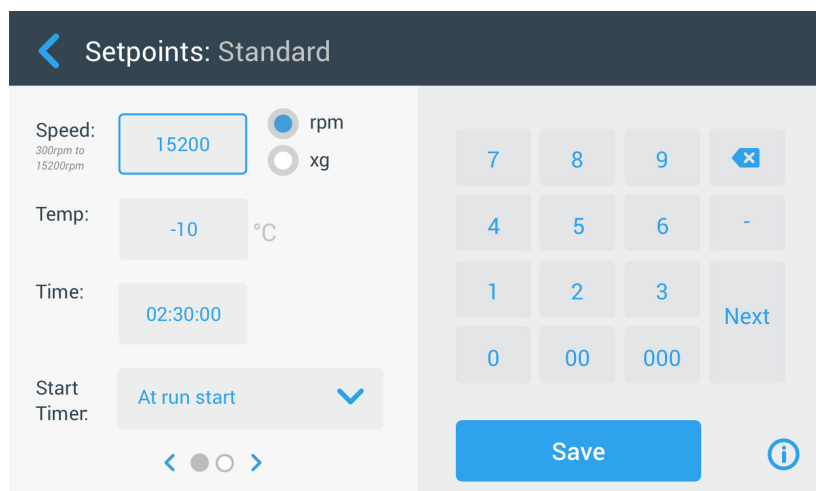 Setpoints: Standard
Speed:
300rpm to
15200rpm
15200
rpm
xg
Temp:
-10
°C
Time:
02:30:00
Start
Timer:
At run start
7 8 9
4 5 6 -
1 2 3
Next
0 00 000
Save